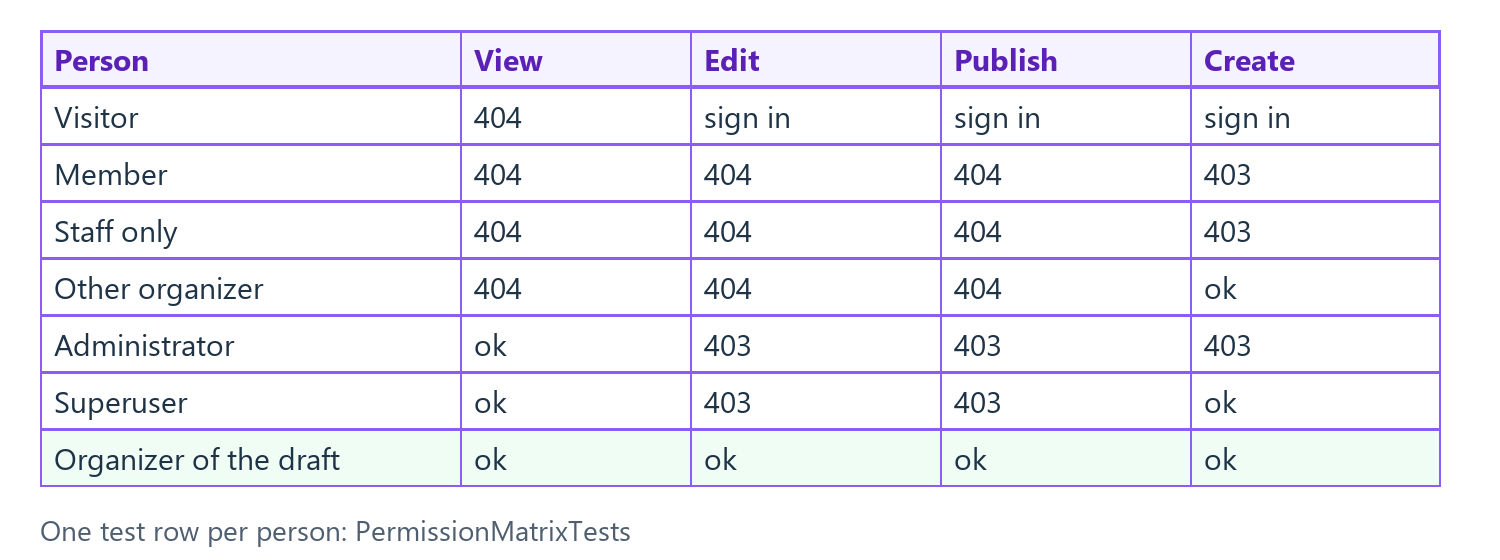 Person View Edit Publish Create
Visitor 404 sign in sign in sign in
Member 404 404 404 403
Staff only 404 404 404 403
Other organizer 404 404 404 ok
Administrator ok 403 403 403
Superuser ok 403 403 ok
Organizer of the draft ok ok ok ok
One test row per person: PermissionMatrixTests